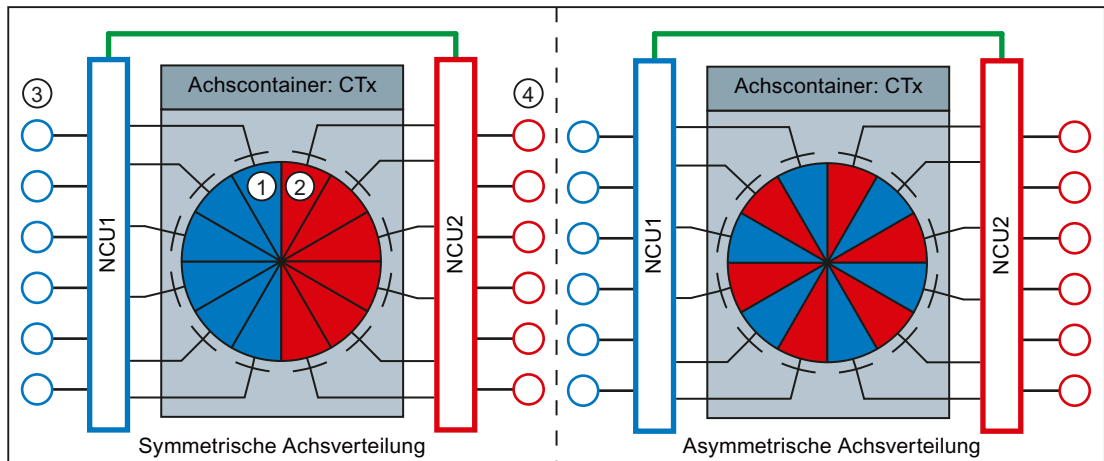 ③
④
Achscontainer: CTx
Achscontainer: CTx
① ②
NCU1
NCU2
NCU1
NCU2
Symmetrische Achsverteilung
Asymmetrische Achsverteilung